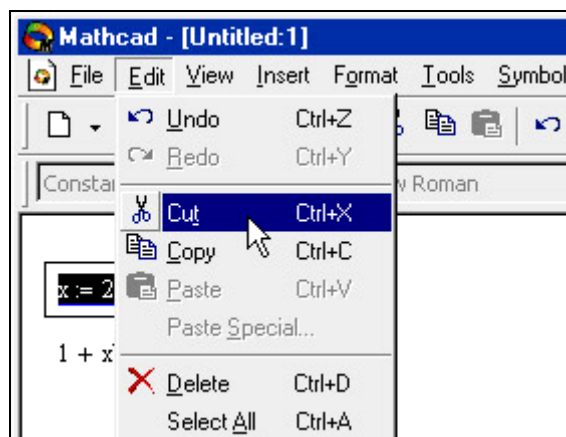 Mathcad - [Untitled:1]
File Edit View Insert Format Tools Symbol
Undo Ctrl+Z
Redo Ctrl+Y
Roman
Cut Ctrl+X
Copy Ctrl+C
x := 2
Paste Ctrl+V
Paste Special...
1 + x
Delete Ctrl+D
Select All Ctrl+A